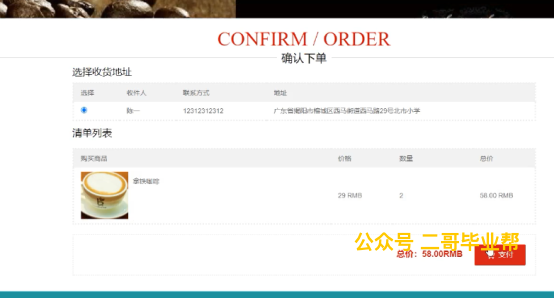 CONFIRM / ORDER
确认下单
选择收货地址
选择 收件人 联系方式 地址
陈一 12312312312 广东省揭阳市榕城区西马街道西马路29号北市小学
清单列表
购买商品 价格 数量 总价
拿铁咖啡
29 RMB 2 58.00 RMB
公众号 二哥毕业帮
总价: 58.00RMB 支付